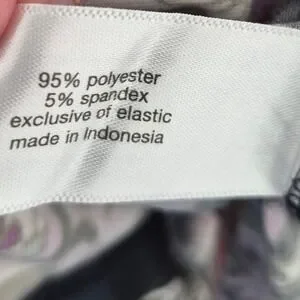 95% polyester
5% spandex
exclusive of elastic
made in Indonesia